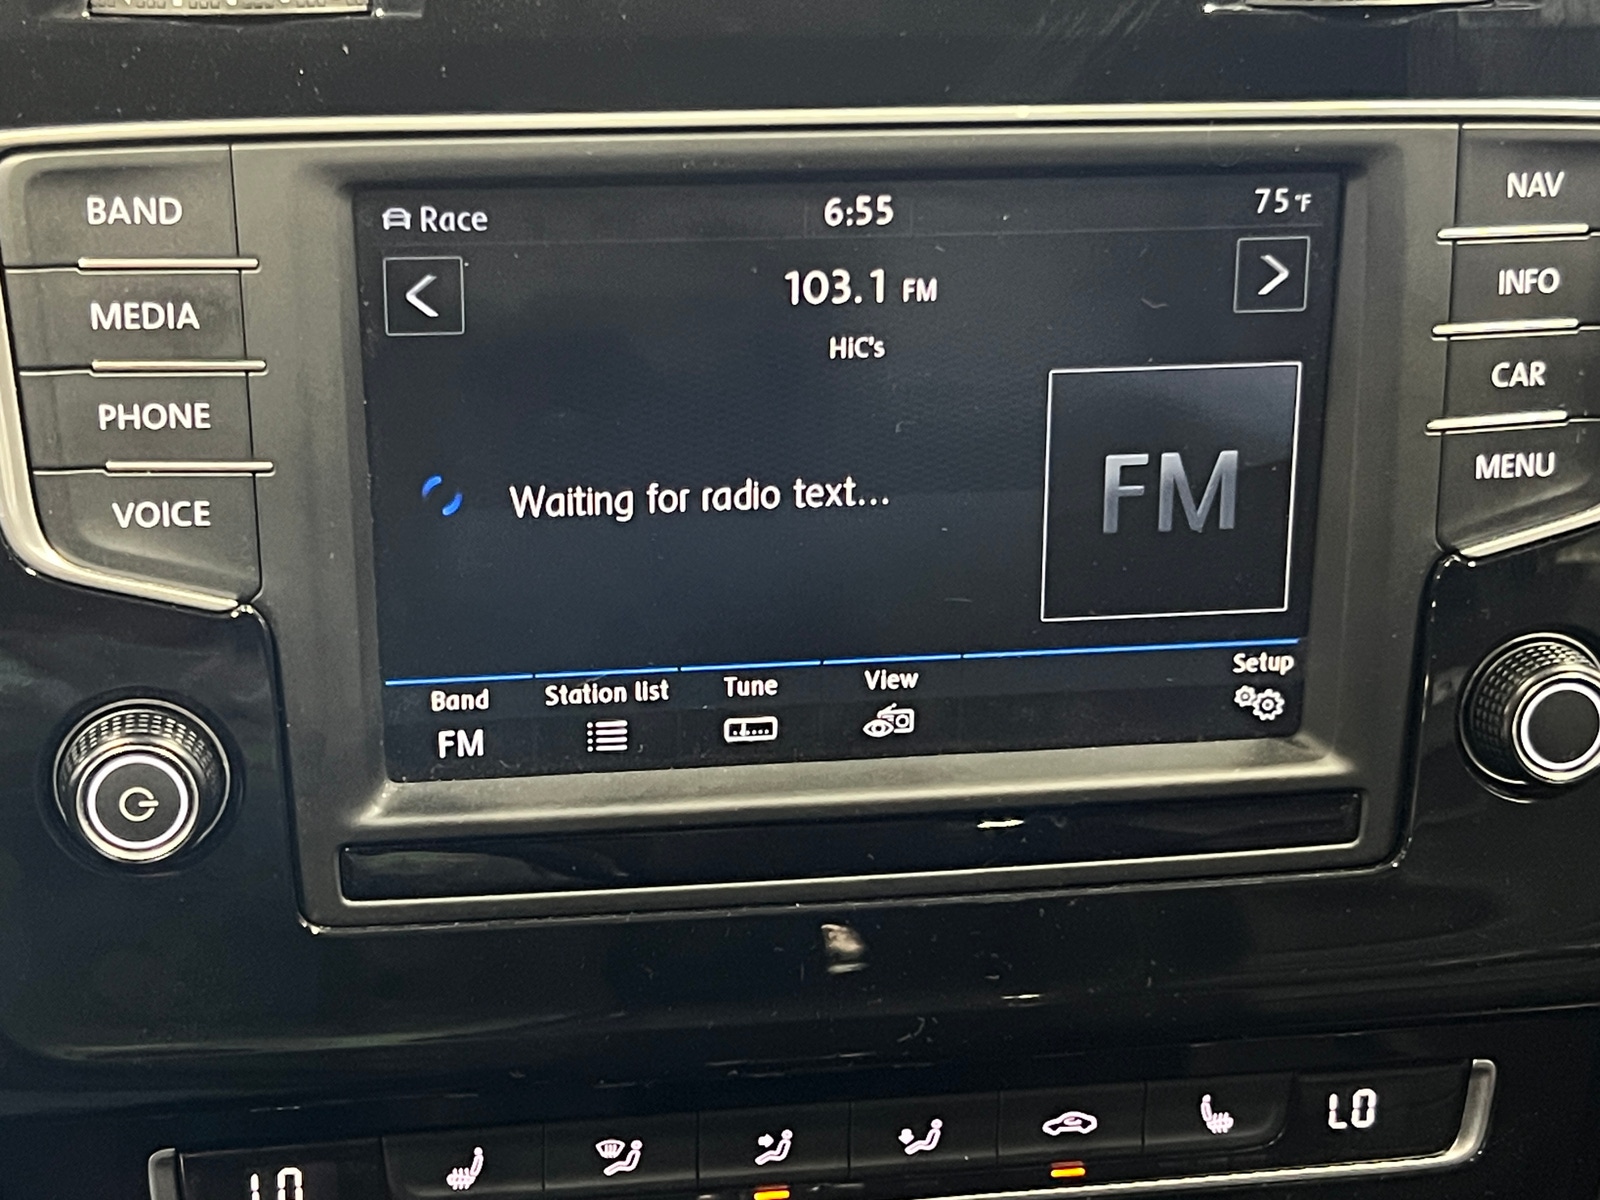 BAND
MEDIA
PHONE
VOICE
Race
6:55
75°F
103.1 FM
HiC's
Waiting for radio text...
FM
Band
FM
Station list
Tune
View
Setup
NAV
INFO
CAR
MENU
LO
LO